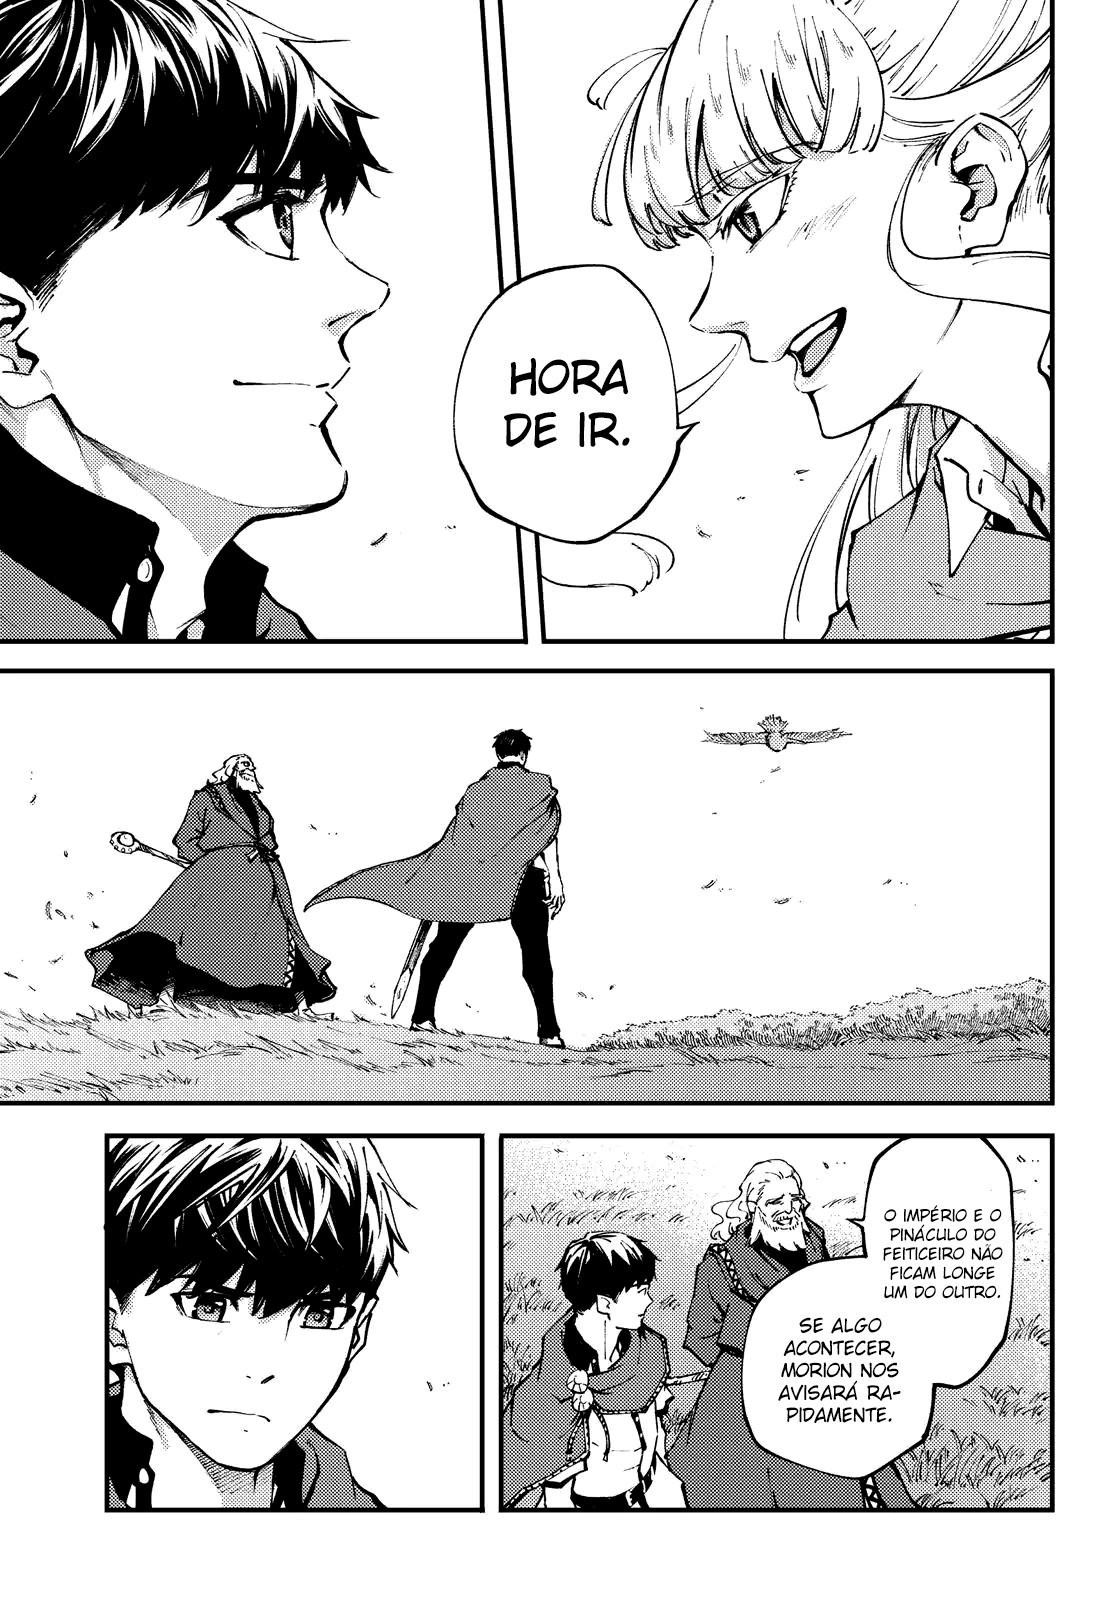 HORA
DE IR.
O IMPÉRIO E O
PINÁCULO DO
FEITICEIRO NÃO
FICAM LONGE
UM DO OUTRO.
SE ALGO
ACONTECER,
MORION NOS
AVISARÁ RA-
PIDAMENTE.